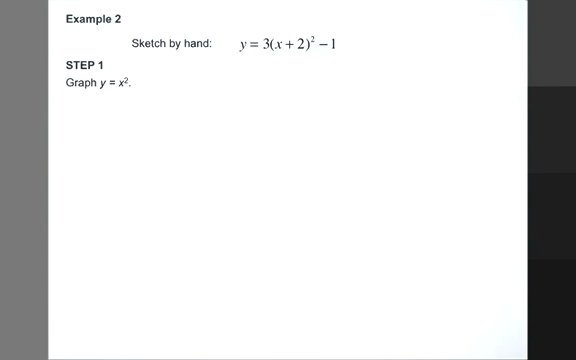 Example 2
Sketch by hand: y = 3(x + 2)² − 1
STEP 1
Graph y = x².